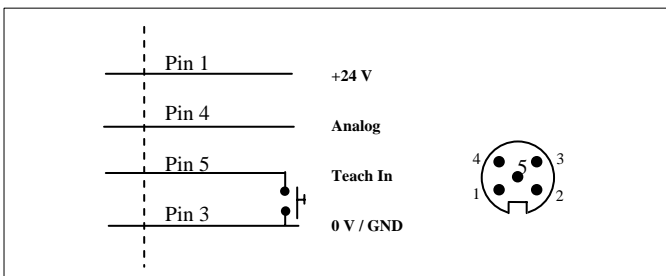 Pin 1 +24 V
Pin 4 Analog
Pin 5 Teach In
Pin 3 0 V / GND
4 5 3
1 2